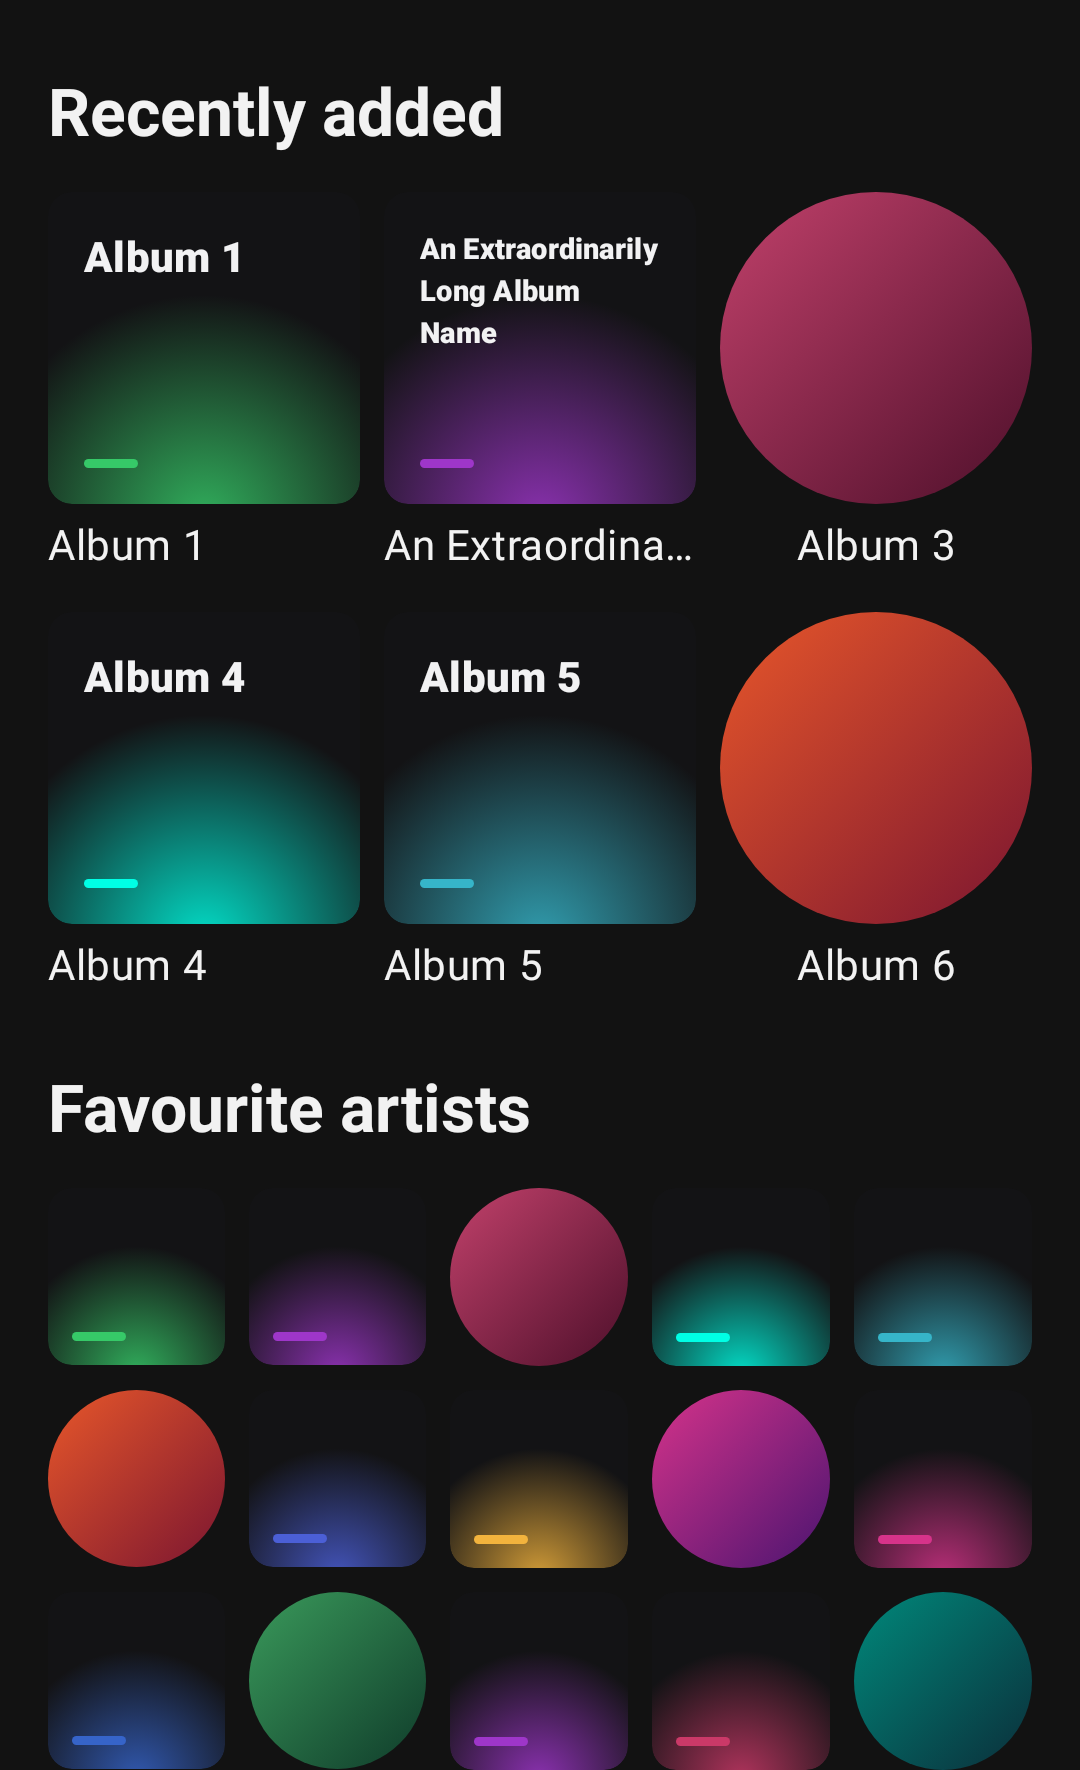 Recently added
Album 1
An Extraordinarily
Long Album
Name
Album 1
An Extraordina...
Album 3
Album 4
Album 5
Album 4
Album 5
Album 6
Favourite artists